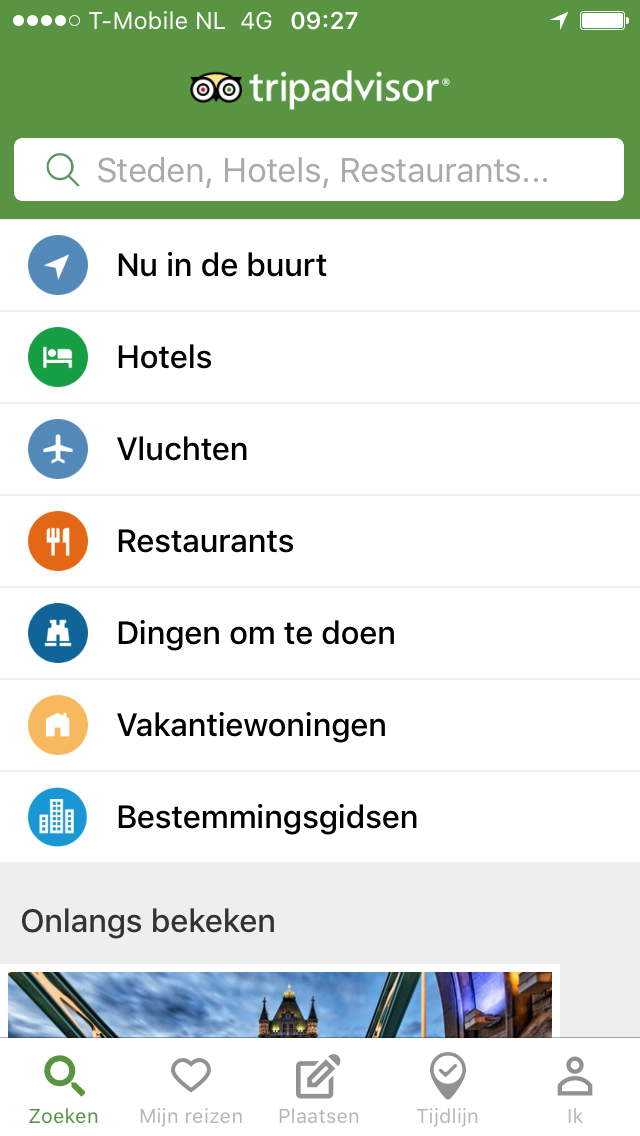 T-Mobile NL 4G 09:27
tripadvisor®
Steden, Hotels, Restaurants...
Nu in de buurt
Hotels
Vluchten
Restaurants
Dingen om te doen
Vakantiewoningen
Bestemmingsgidsen
Onlangs bekeken
Zoeken Mijn reizen Plaatsen Tijdlijn Ik